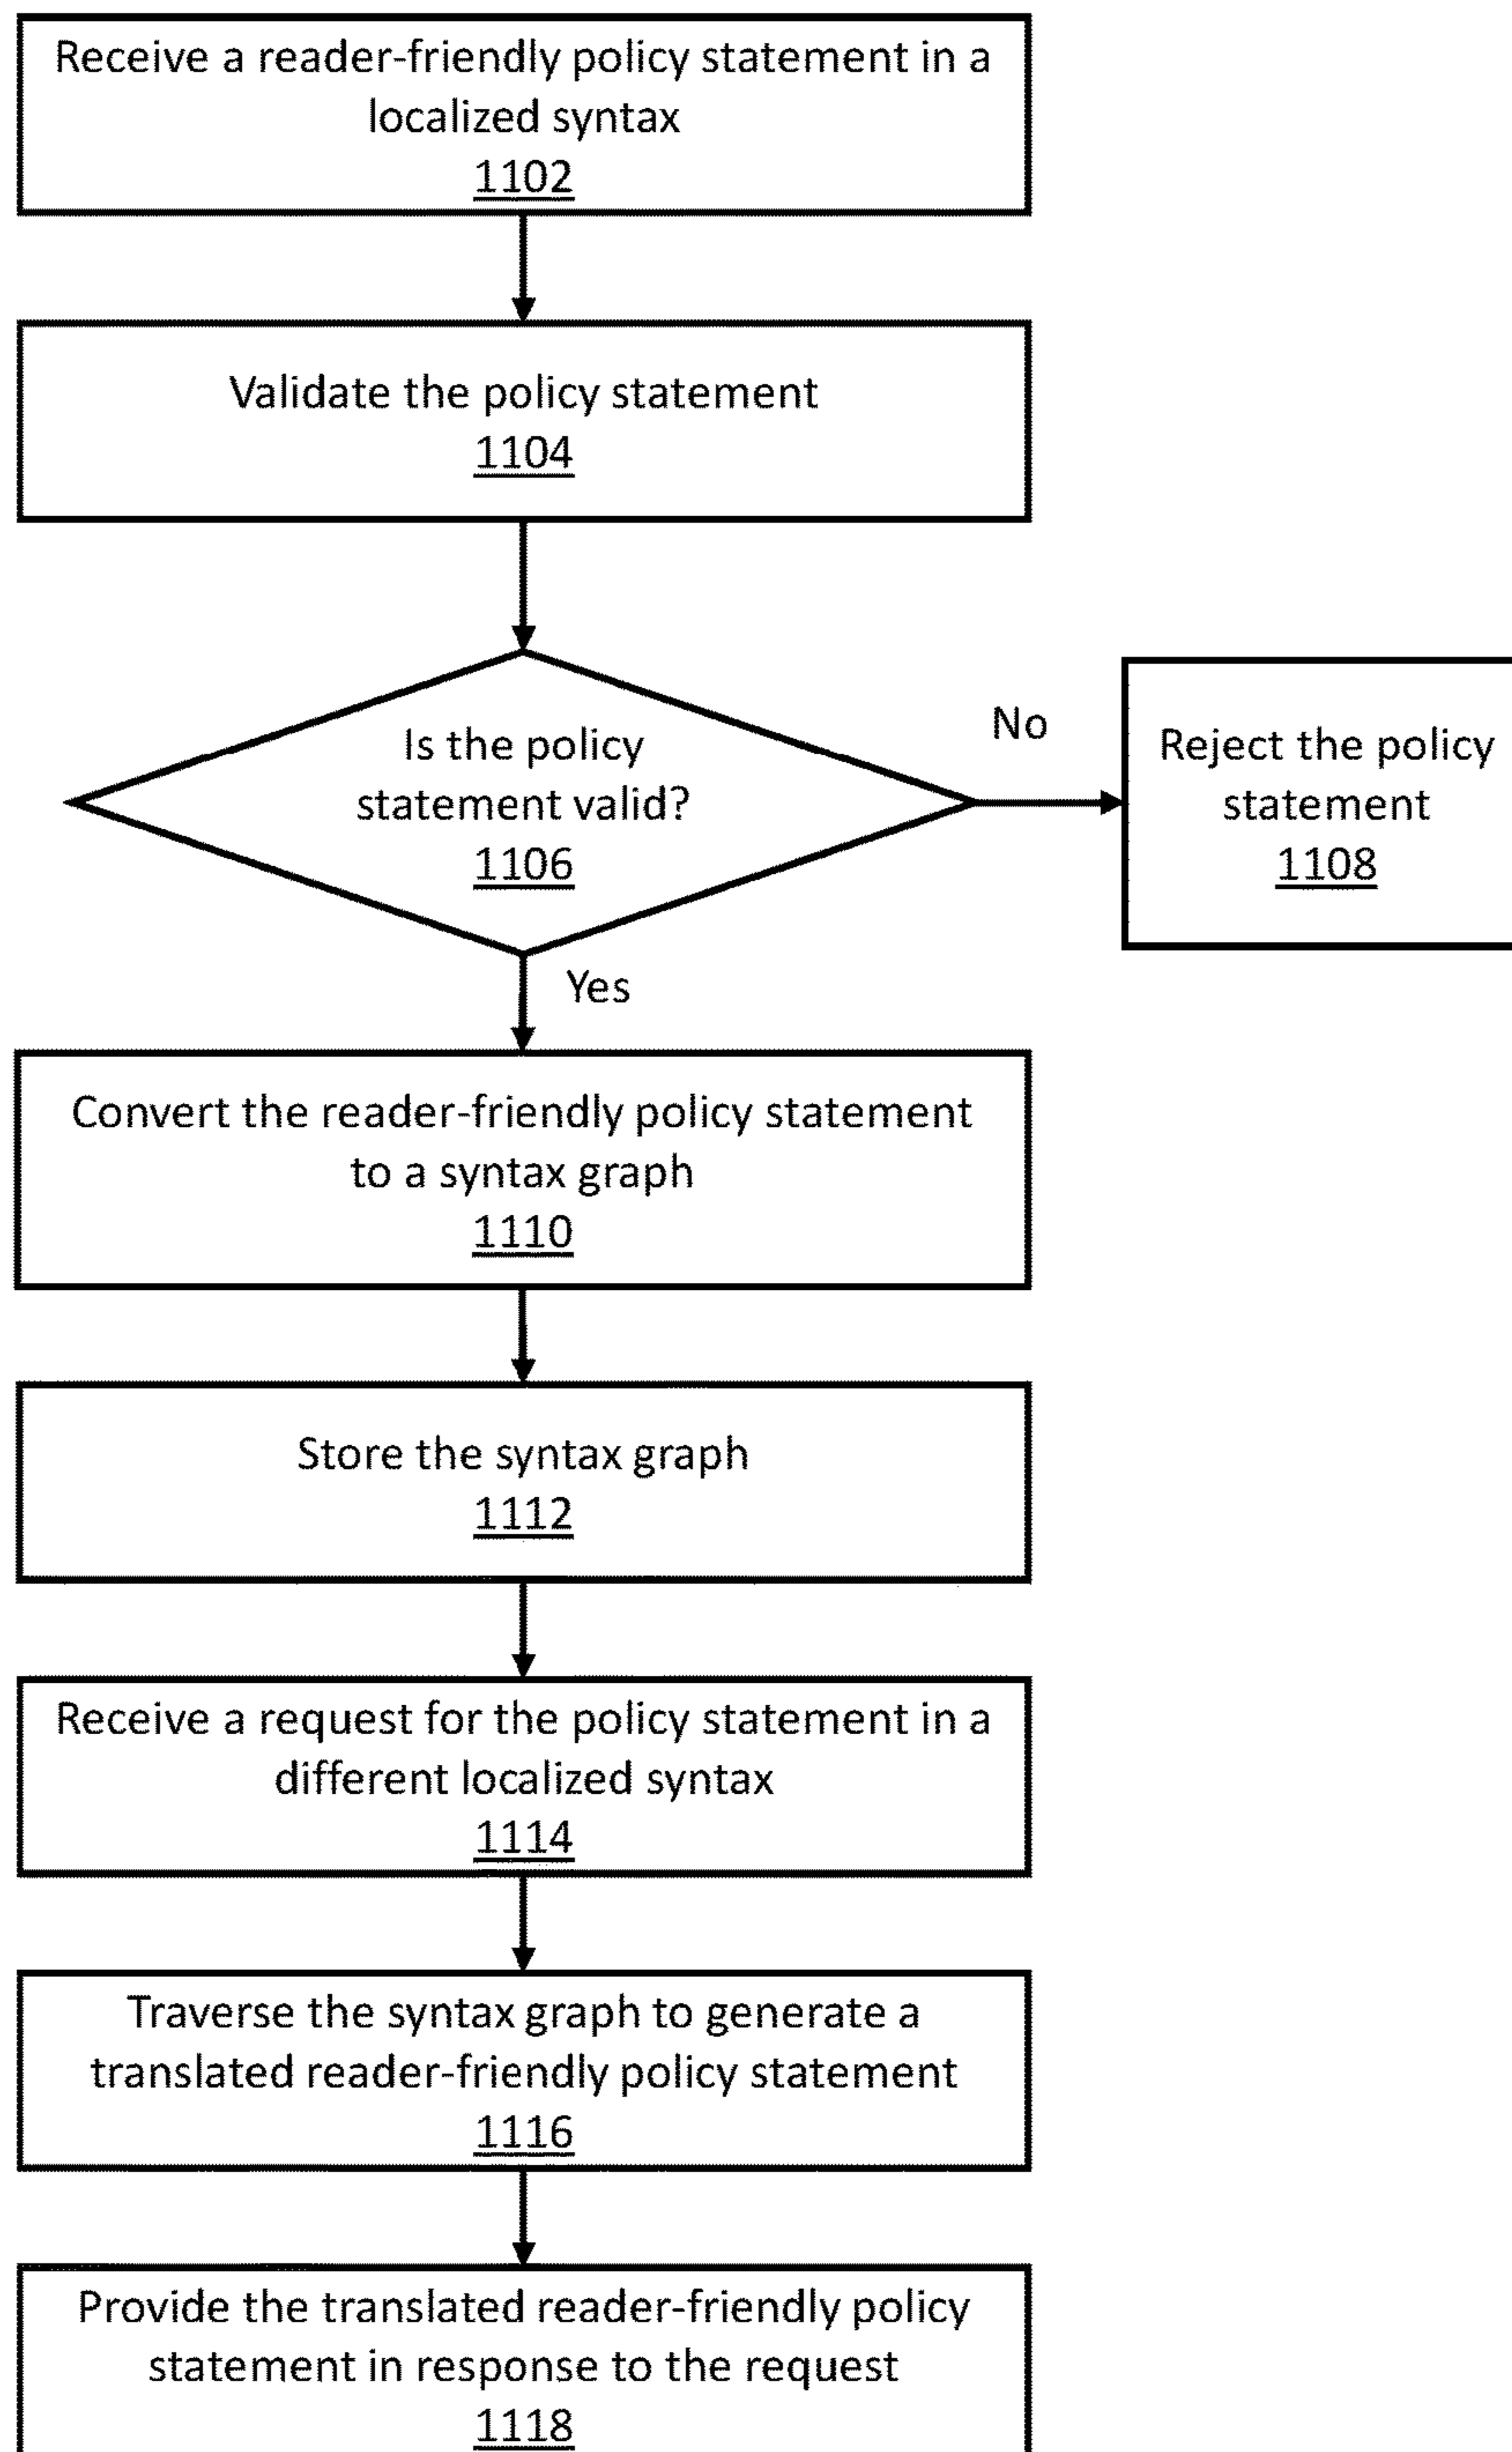 Receive a reader-friendly policy statement in a
localized syntax
1102
Validate the policy statement
1104
Is the policy
statement valid?
1106
No
Reject the policy
statement
1108
Yes
Convert the reader-friendly policy statement
to a syntax graph
1110
Store the syntax graph
1112
Receive a request for the policy statement in a
different localized syntax
1114
Traverse the syntax graph to generate a
translated reader-friendly policy statement
1116
Provide the translated reader-friendly policy
statement in response to the request
1118